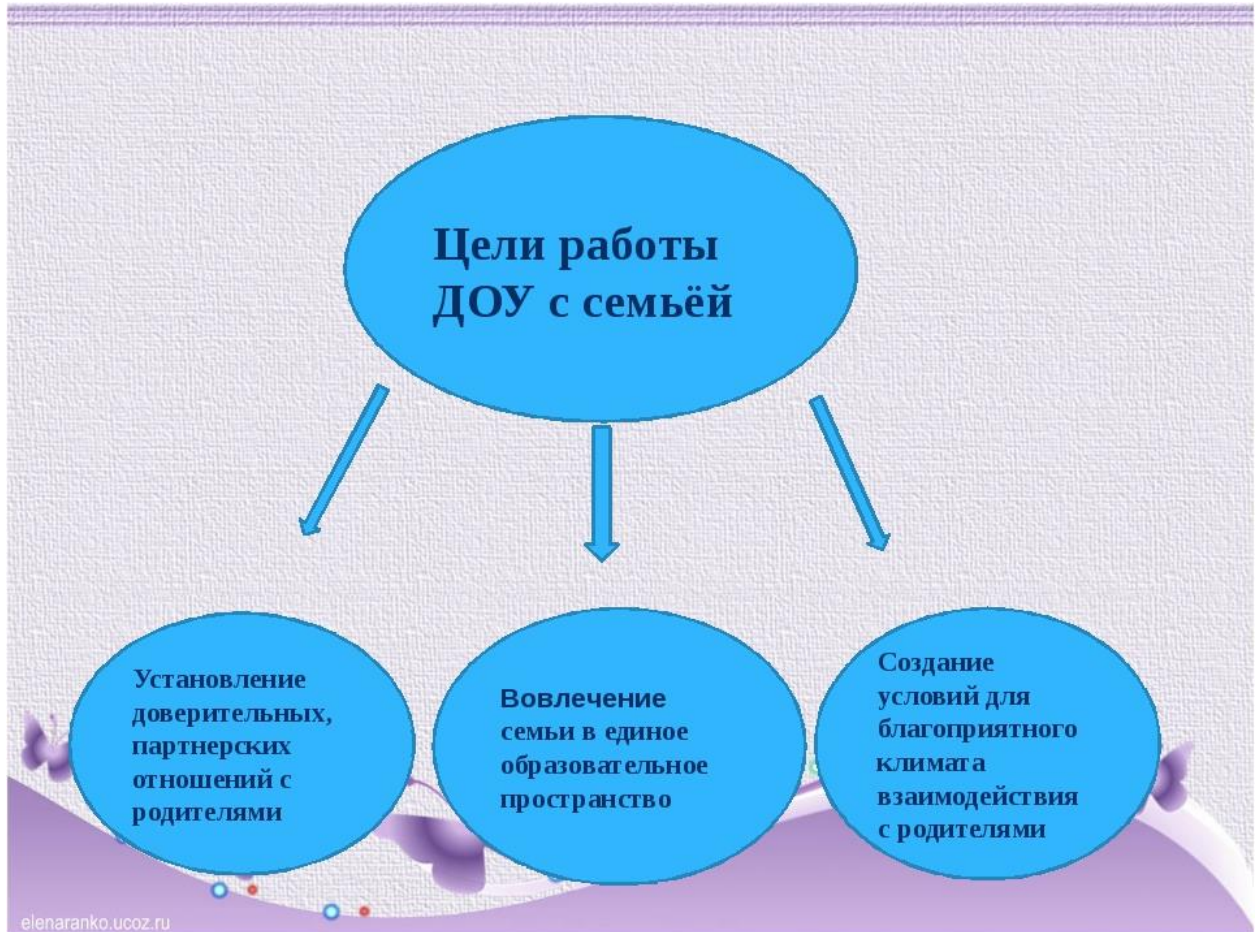 Цели работы
ДОУ с семьёй
Установление
доверительных,
партнерских
отношений с
родителями
Вовлечение
семьи в единое
образовательное
пространство
Создание
условий для
благоприятного
климата
взаимодействия
с родителями
elenaranko.ucoz.ru